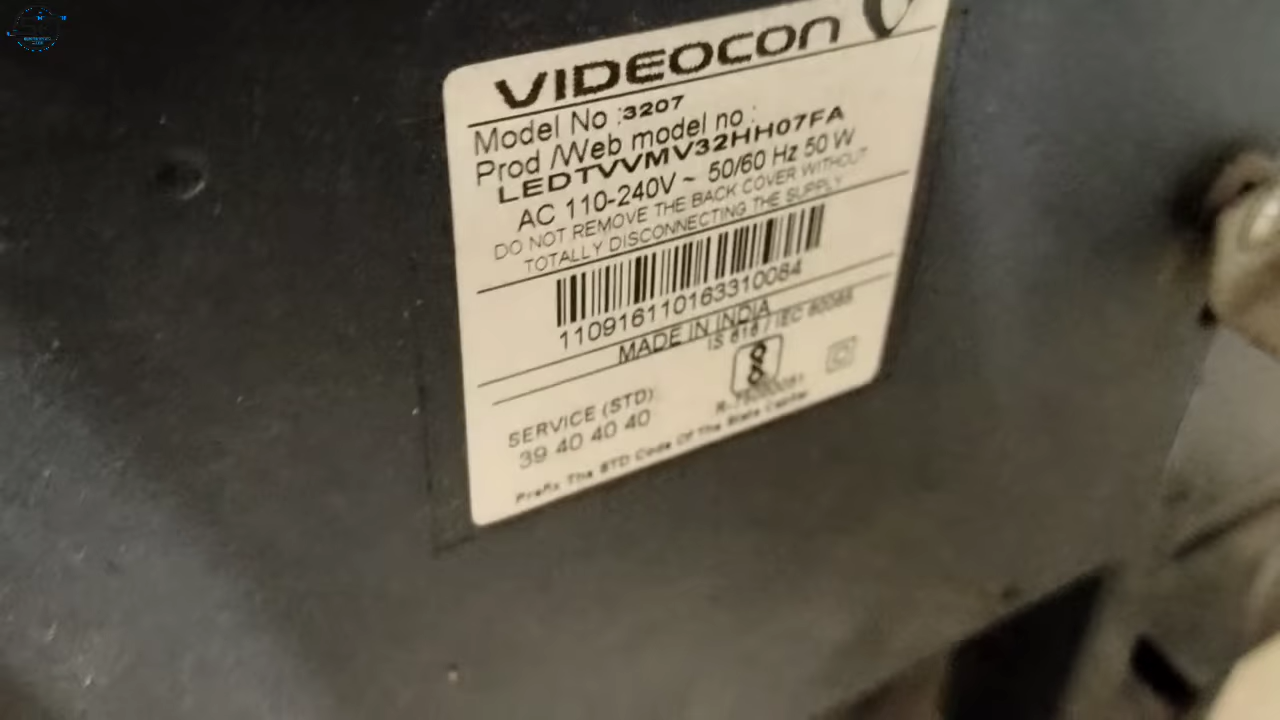 VIDEOCON
Model No :3207
Prod /Web model no :
LEDTVVMV32HH07FA
AC 110-240V ~ 50/60 Hz 50 W
DO NOT REMOVE THE BACK COVER WITHOUT
TOTALLY DISCONNECTING THE SUPPLY
110916110163310084
MADE IN INDIA
IS 616 / IEC 60065
SERVICE (STD)
39 40 40 40
Prefix The STD Code Of The State Capital